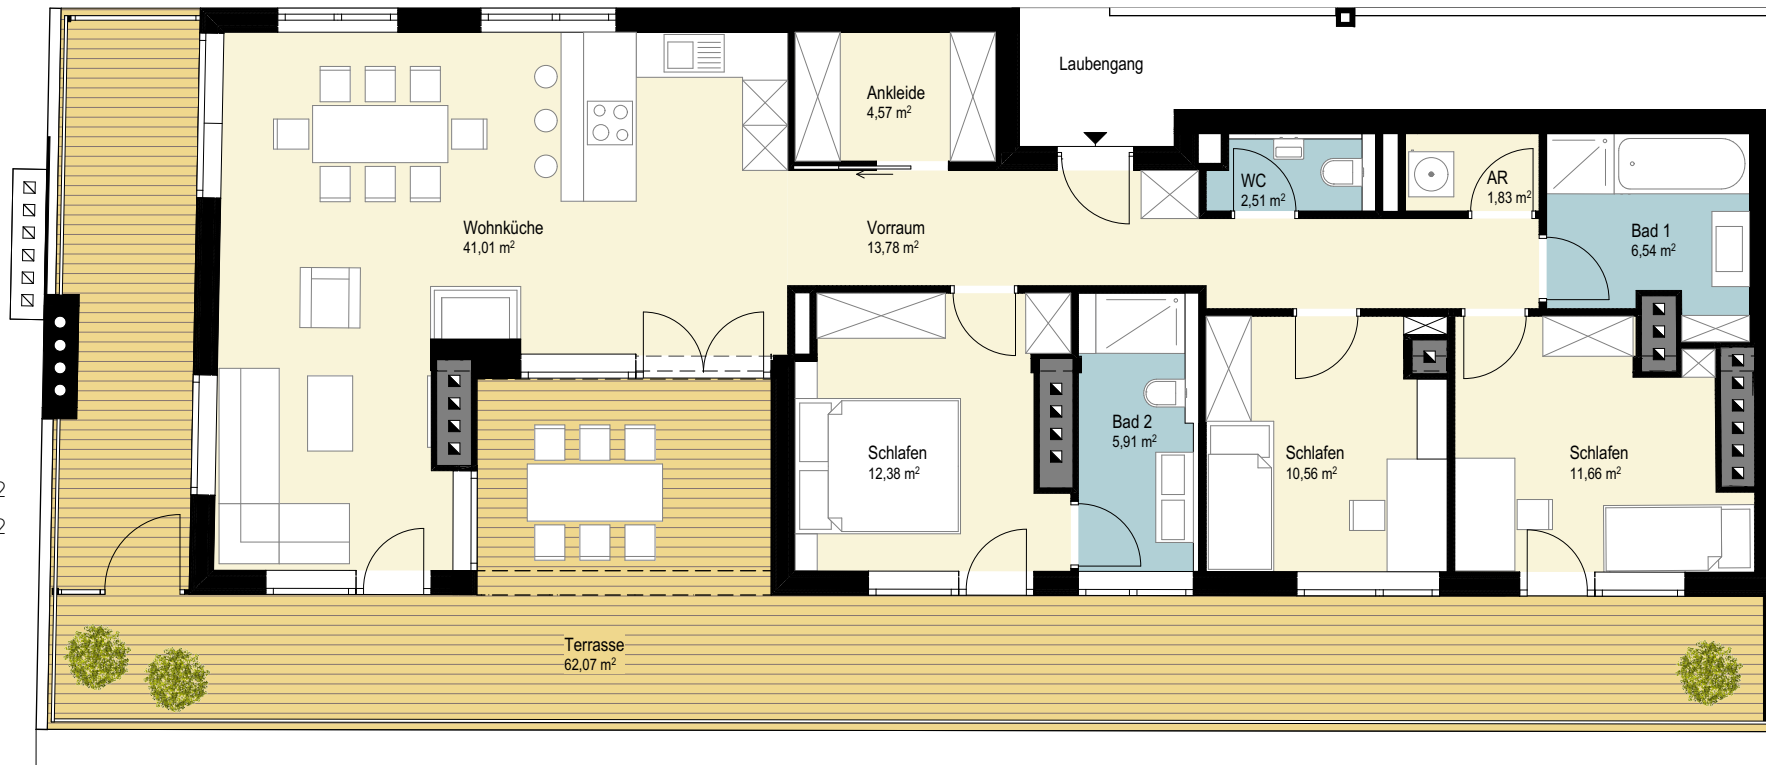 Laubengang
Ankleide
4,57 m²
WC
2,51 m²
AR
1,83 m²
Wohnküche
41,01 m²
Vorraum
13,78 m²
Bad 1
6,54 m²
Bad 2
5,91 m²
Schlafen
12,38 m²
Schlafen
10,56 m²
Schlafen
11,66 m²
2
2
Terrasse
62,07 m²